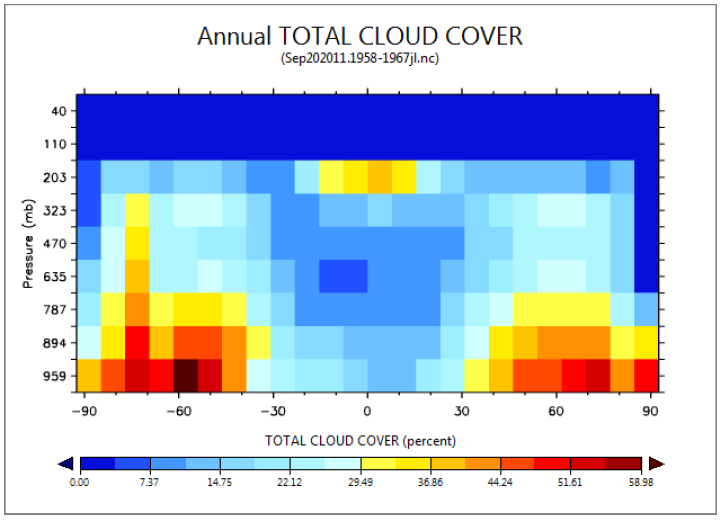 Annual TOTAL CLOUD COVER
(Sep202011.1958-1967jl.nc)
Pressure (mb)
40
110
203
323
470
635
787
894
959
−90 −60 −30 0 30 60 90
TOTAL CLOUD COVER (percent)
0.00 7.37 14.75 22.12 29.49 36.86 44.24 51.61 58.98